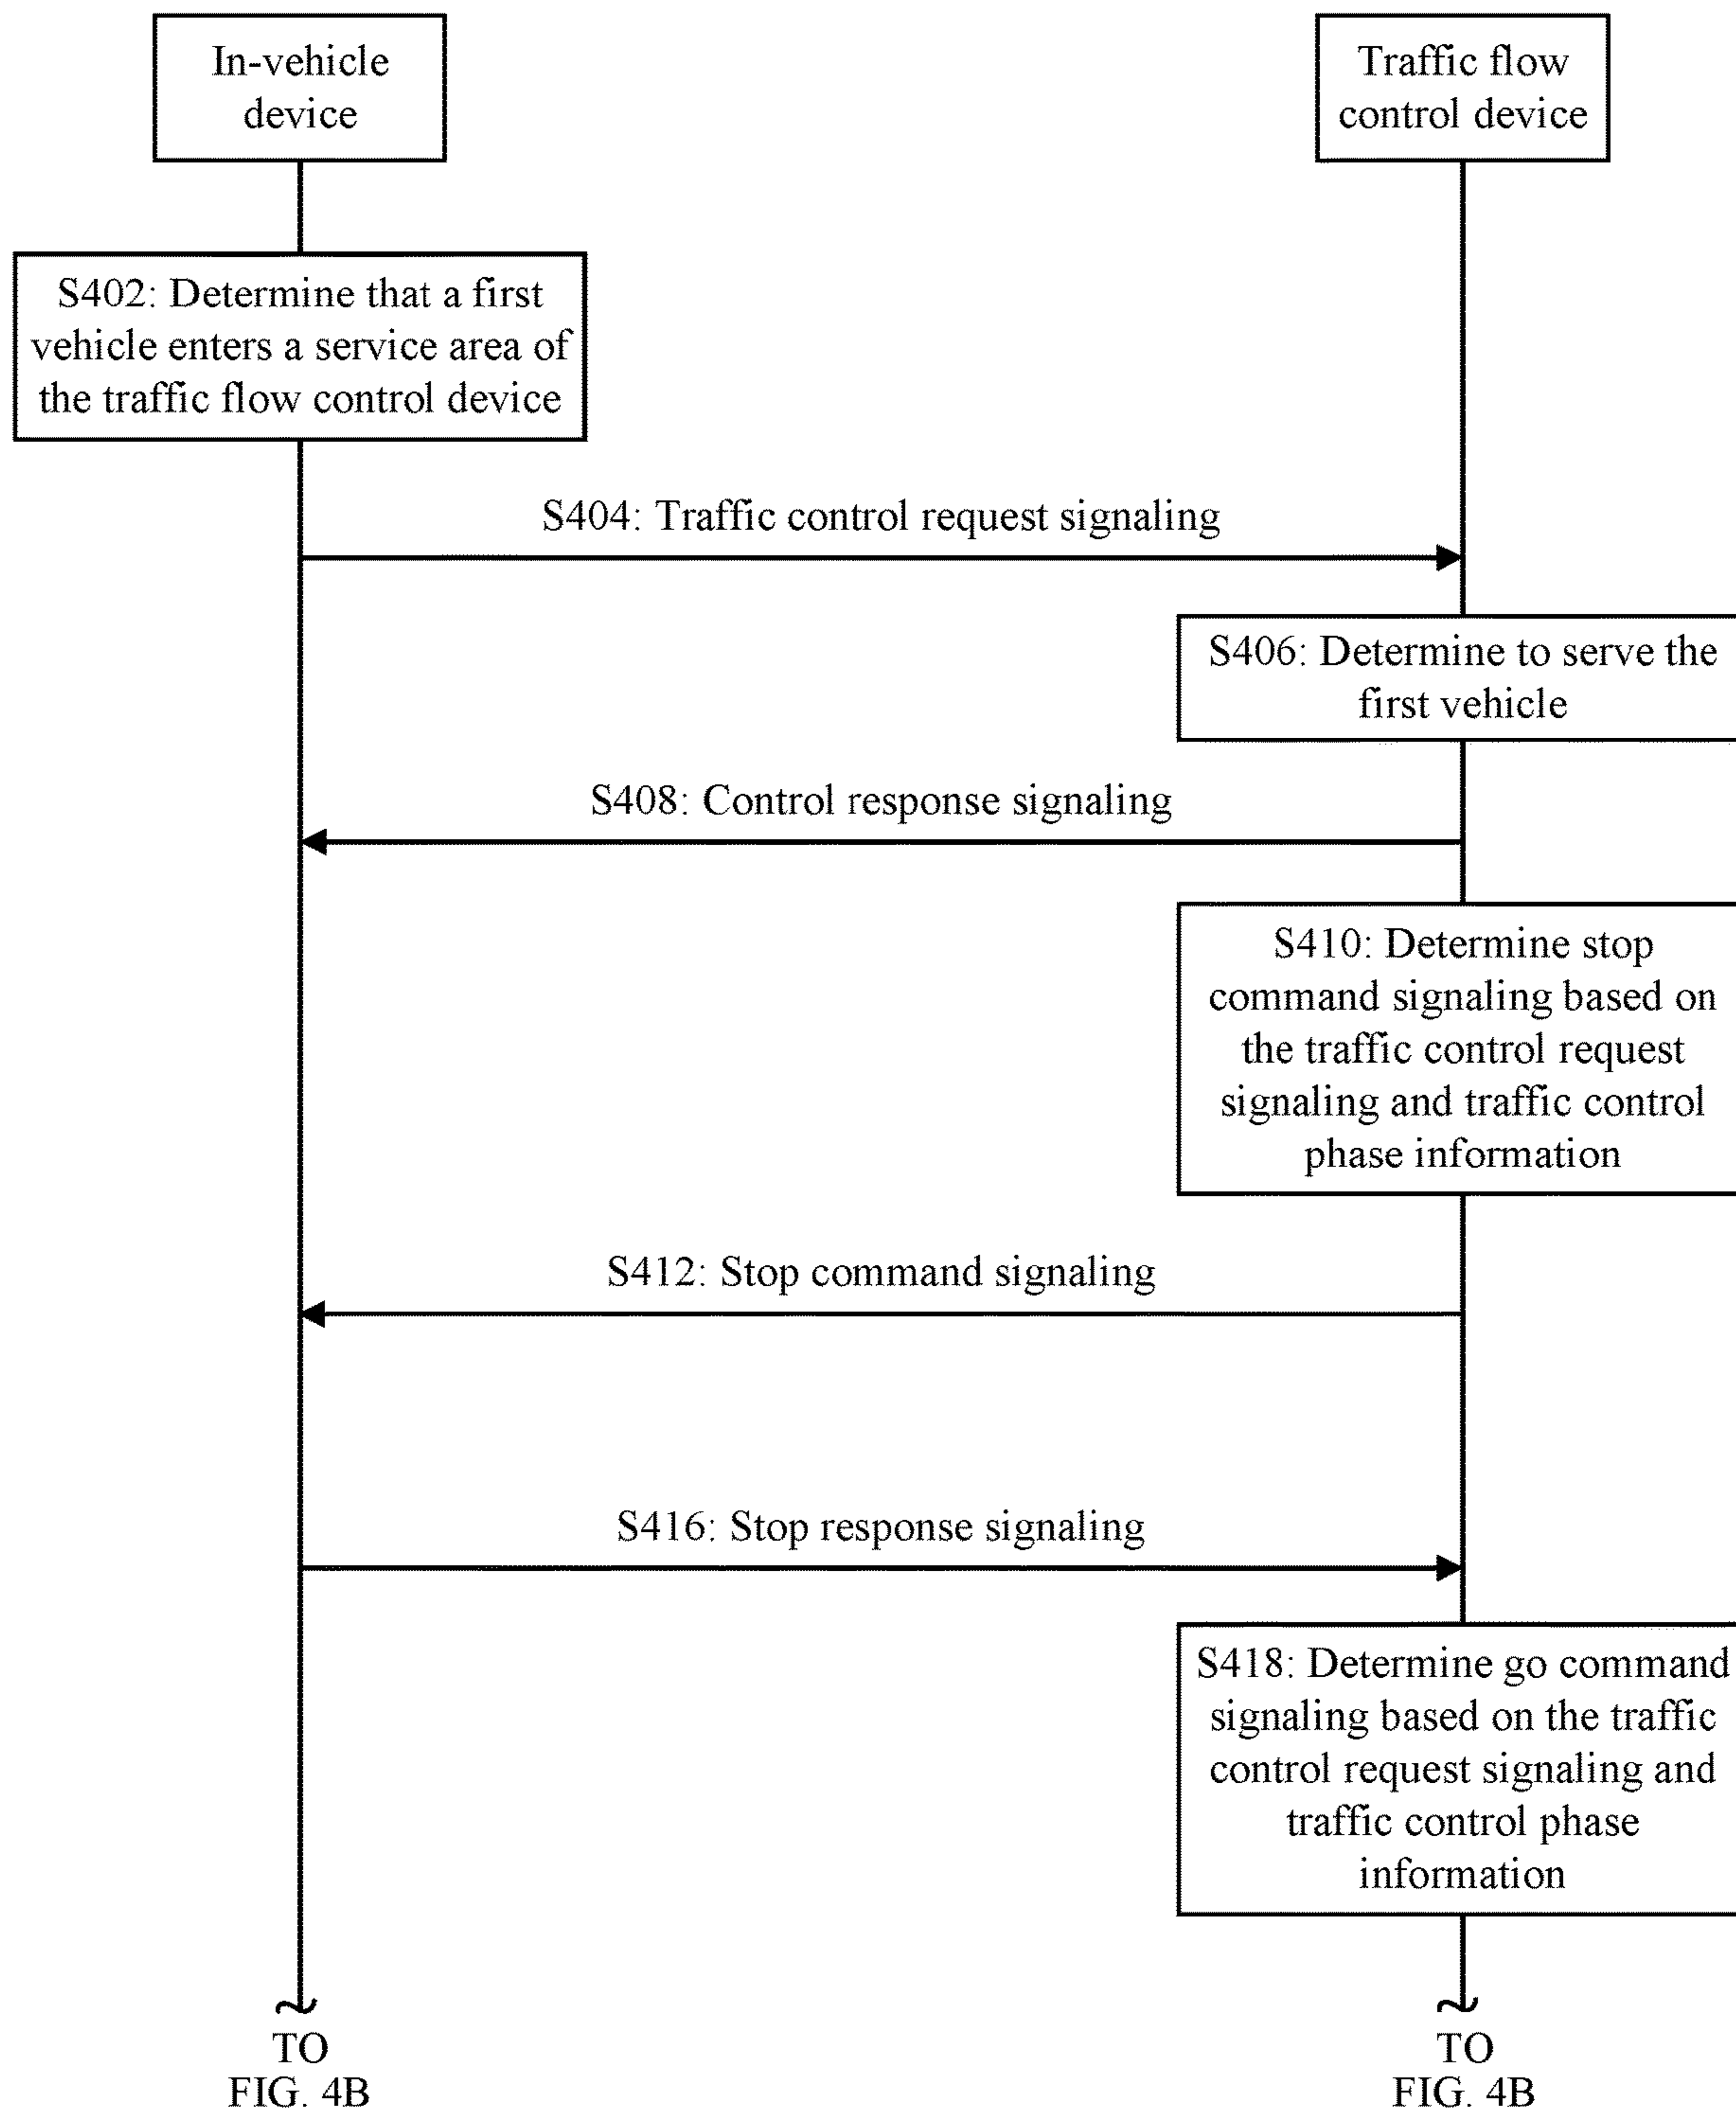 In-vehicle
device
Traffic flow
control device
S402: Determine that a first
vehicle enters a service area of
the traffic flow control device
S404: Traffic control request signaling
S406: Determine to serve the
first vehicle
S408: Control response signaling
S410: Determine stop
command signaling based on
the traffic control request
signaling and traffic control
phase information
S412: Stop command signaling
S416: Stop response signaling
S418: Determine go command
signaling based on the traffic
control request signaling and
traffic control phase
information
TO
FIG. 4B
TO
FIG. 4B